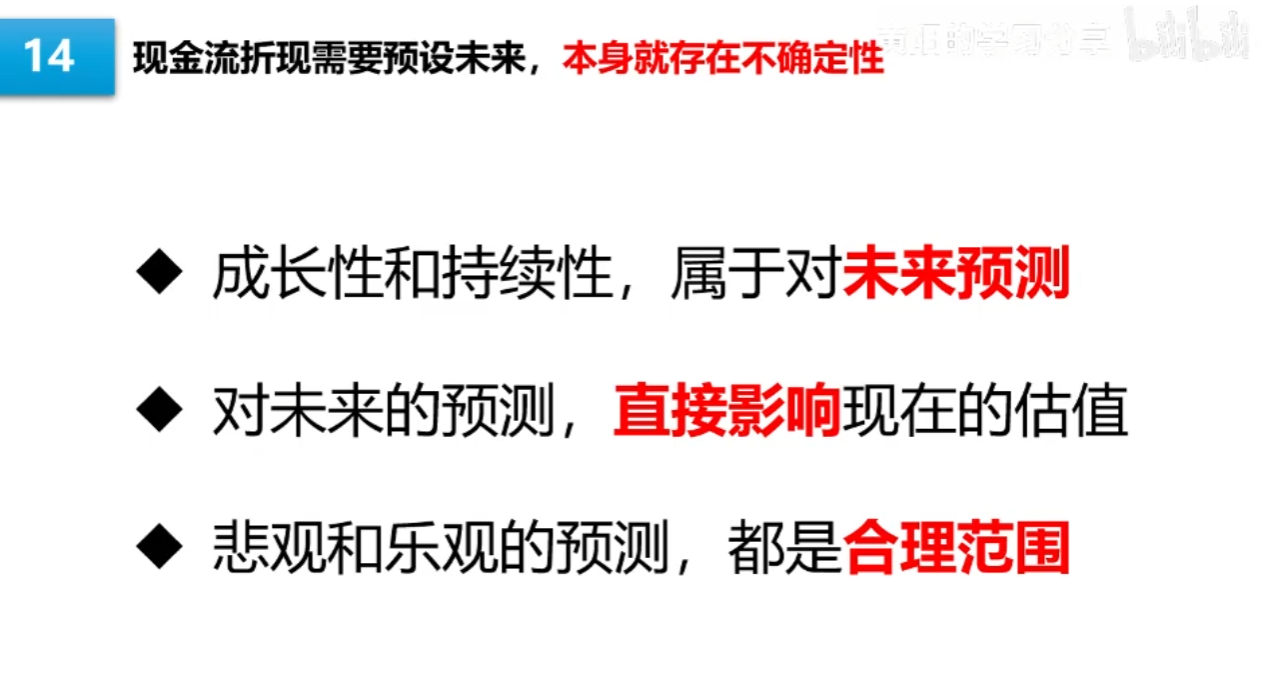 14
现金流折现需要预设未来，本身就存在不确定性
bilibili
◆ 成长性和持续性，属于对未来预测
◆ 对未来的预测，直接影响现在的估值
◆ 悲观和乐观的预测，都是合理范围